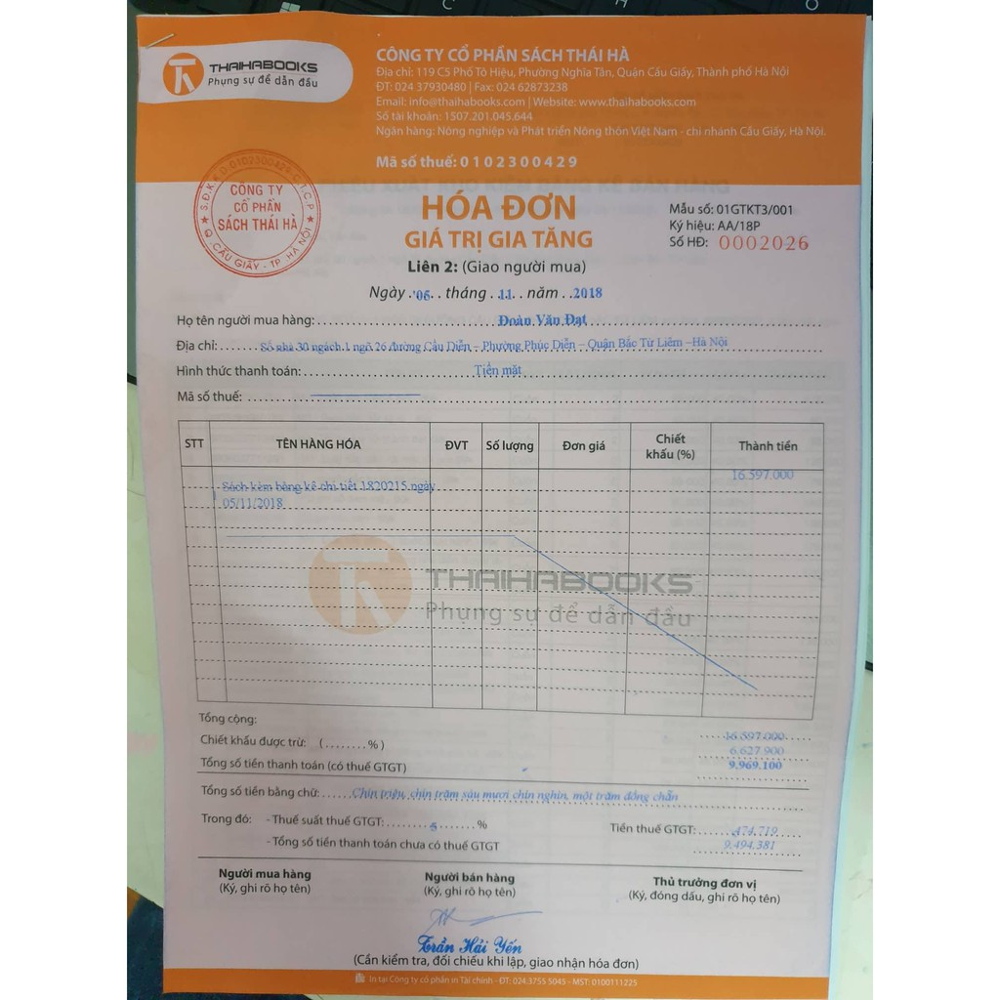 THAIHABOOKS
Phụng sự để dẫn đầu
CÔNG TY CỔ PHẦN SÁCH THÁI HÀ
Địa chỉ: 119 C5 Phố Tô Hiệu, Phường Nghĩa Tân, Quận Cầu Giấy, Thành phố Hà Nội
ĐT: 024 37930480 | Fax: 024 62873238
Email: info@thaihabooks.com | Website: www.thaihabooks.com
Số tài khoản: 1507.201.045.644
Ngân hàng: Nông nghiệp và Phát triển Nông thôn Việt Nam - chi nhánh Cầu Giấy, Hà Nội.
Mã số thuế: 0 1 0 2 3 0 0 4 2 9
S.Đ.K.K.D:0102300429-C.T.C.P
CÔNG TY
CỔ PHẦN
SÁCH THÁI HÀ
Q. CẦU GIẤY - TP. HÀ NỘI
HÓA ĐƠN
GIÁ TRỊ GIA TĂNG
Liên 2: (Giao người mua)
Mẫu số: 01GTKT3/001
Ký hiệu: AA/18P
Số HĐ: 0002026
Ngày 05 tháng 11 năm 2018
Họ tên người mua hàng: Đoàn Văn Đạt
Địa chỉ: Số nhà 30 ngách 1 ngõ 26 đường Cầu Diễn – Phường Phúc Diễn – Quận Bắc Từ Liêm –Hà Nội
Hình thức thanh toán: Tiền mặt
Mã số thuế:
STT TÊN HÀNG HÓA ĐVT Số lượng Đơn giá Chiết khấu (%) Thành tiền
16.597.000
Sách kèm bảng kê chi tiết 1820215 ngày
05/11/2018
THAIHABOOKS
Phụng sự để dẫn đầu
Tổng cộng: 16.597.000
Chiết khấu được trừ: (........%) 6.627.900
Tổng số tiền thanh toán (có thuế GTGT) 9.969.100
Tổng số tiền bằng chữ: Chín triệu, chín trăm sáu mươi chín nghìn, một trăm đồng chẵn
Trong đó: - Thuế suất thuế GTGT: 5 % Tiền thuế GTGT: 474.719
- Tổng số tiền thanh toán chưa có thuế GTGT 9.494.381
Người mua hàng Người bán hàng Thủ trưởng đơn vị
(Ký, ghi rõ họ tên) (Ký, ghi rõ họ tên) (Ký, đóng dấu, ghi rõ họ tên)
Trần Hải Yến
(Cần kiểm tra, đối chiếu khi lập, giao nhận hóa đơn)
In tại Công ty cổ phần in Tài chính - ĐT: 024.3755 5045 - MST: 0100111225